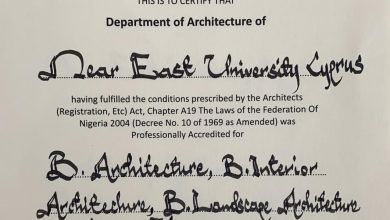 THIS IS TO CERTIFY THAT
Department of Architecture of
Near East University Cyprus
having fulfilled the conditions prescribed by the Architects
(Registration, Etc) Act, Chapter A19 The Laws of the Federation Of
Nigeria 2004 (Decree No. 10 of 1969 as Amended) was
Professionally Accredited for
B. Architecture, B. Interior
Architechure, B. Landscape Architecture